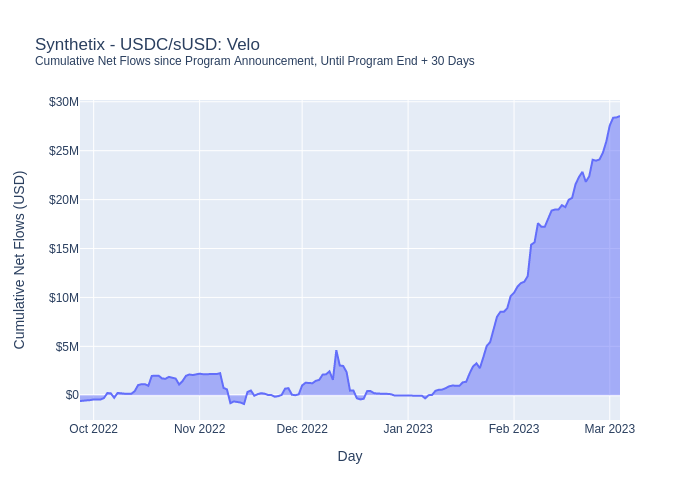 Synthetix - USDC/sUSD: Velo
Cumulative Net Flows since Program Announcement, Until Program End + 30 Days
Cumulative Net Flows (USD)
$30M
$25M
$20M
$15M
$10M
$5M
$0
Oct 2022 Nov 2022 Dec 2022 Jan 2023 Feb 2023 Mar 2023
Day